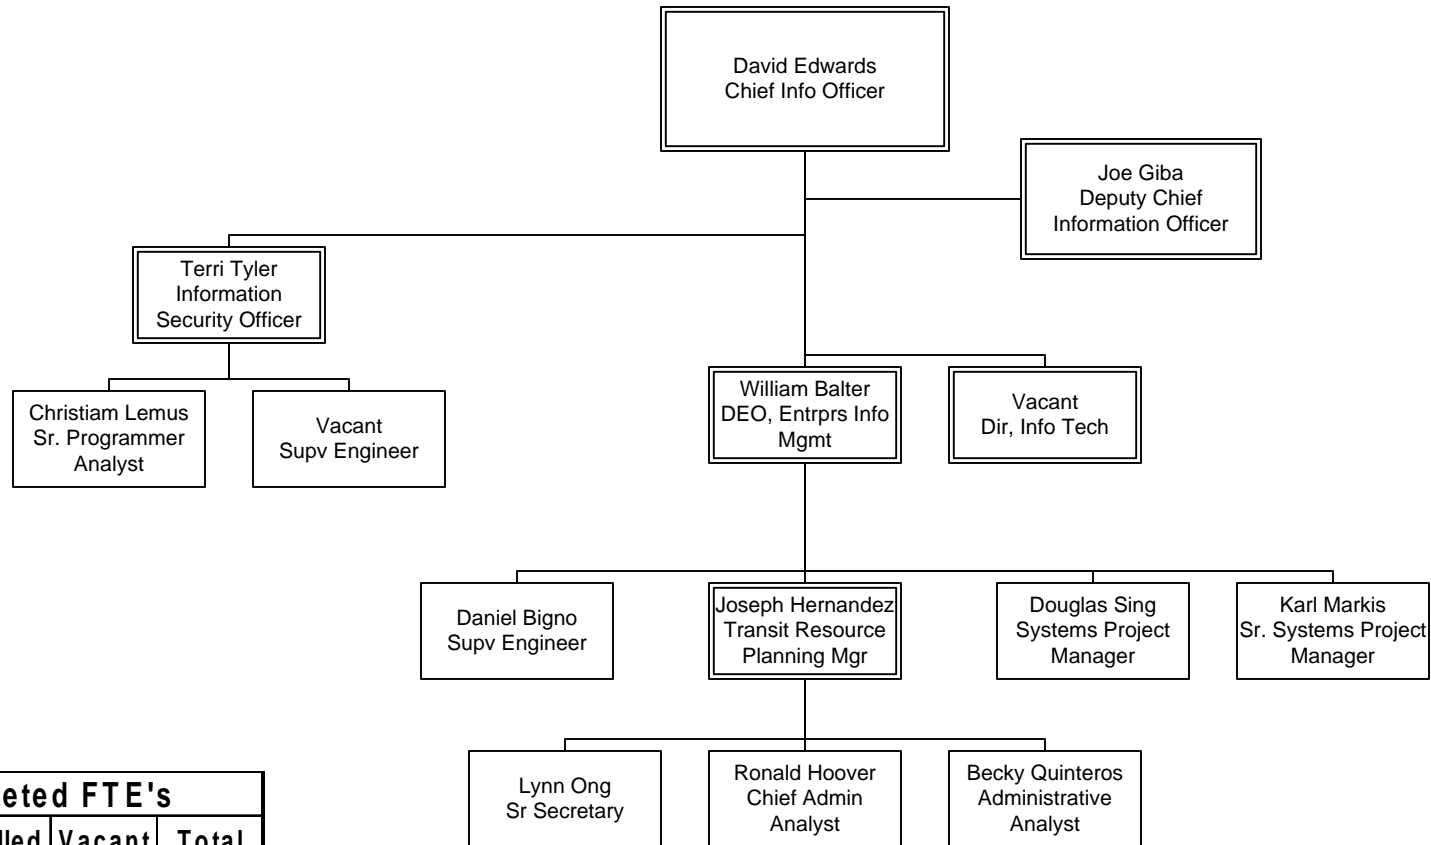 David Edwards
Chief Info Officer
Joe Giba
Deputy Chief
Information Officer
Terri Tyler
Information
Security Officer
Christiam Lemus
Sr. Programmer
Analyst
Vacant
Supv Engineer
William Balter
DEO, Entrprs Info
Mgmt
Vacant
Dir, Info Tech
Daniel Bigno
Supv Engineer
Joseph Hernandez
Transit Resource
Planning Mgr
Douglas Sing
Systems Project
Manager
Karl Markis
Sr. Systems Project
Manager
Lynn Ong
Sr Secretary
Ronald Hoover
Chief Admin
Analyst
Becky Quinteros
Administrative
Analyst
FTE's
Vacant Total